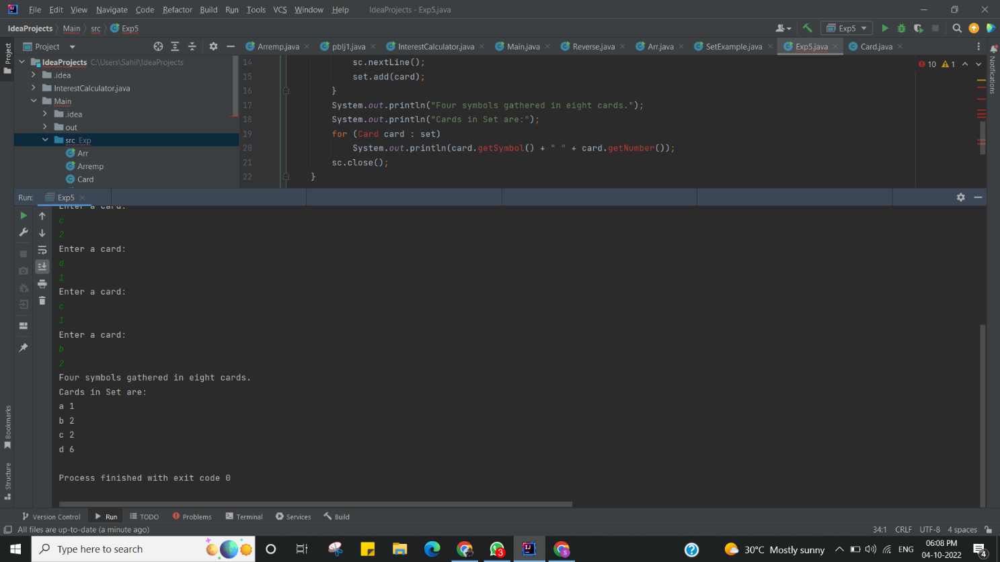 File Edit View Navigate Code Refactor Build Run Tools VCS Window Help IdeaProjects - Exp5.java
IdeaProjects Main src Exp5 Exp5
Project Arremp.java pblj1.java InterestCalculator.java Main.java Reverse.java Arr.java SetExample.java Exp5.java Card.java
Project
Notifications
IdeaProjects C:\Users\Sahil\IdeaProjects
.idea
InterestCalculator.java
Main
.idea
out
src Exp
Arr
Arremp
Card
10 1
14 sc.nextLine();
15 set.add(card);
16 }
17 System.out.println("Four symbols gathered in eight cards.");
18 System.out.println("Cards in Set are:");
19 for (Card card : set)
20 System.out.println(card.getSymbol() + " " + card.getNumber());
21 sc.close();
22 }
Run: Exp5
Enter a card:
c
2
Enter a card:
d
1
Enter a card:
c
1
Enter a card:
b
2
Four symbols gathered in eight cards.
Cards in Set are:
a 1
b 2
c 2
d 6
Process finished with exit code 0
Bookmarks
Structure
Version Control Run TODO Problems Terminal Services Build
All files are up-to-date (a minute ago) 34:1 CRLF UTF-8 4 spaces
Type here to search 3 S 30°C Mostly sunny ENG 06:08 PM
04-10-2022 4